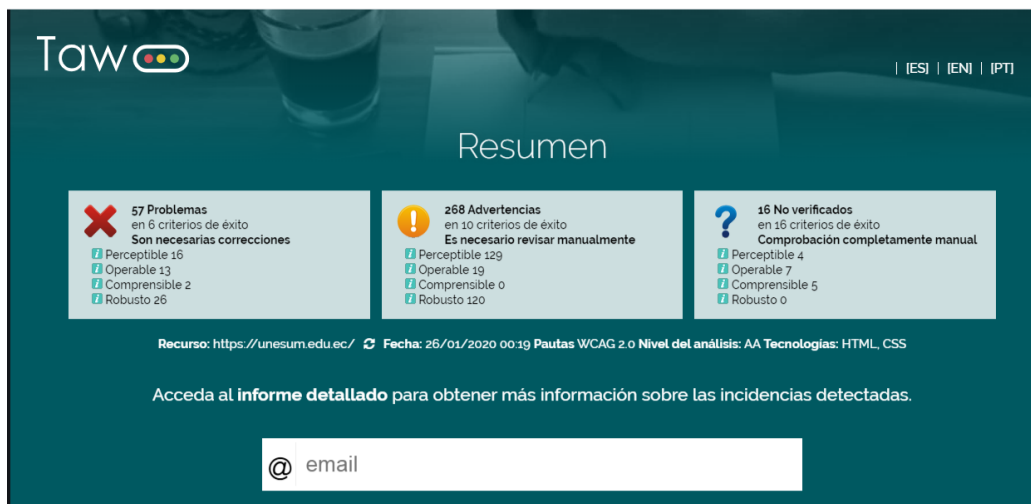 Taw
| [ES] | [EN] | [PT]
Resumen
57 Problemas
en 6 criterios de éxito
Son necesarias correcciones
Perceptible 16
Operable 13
Comprensible 2
Robusto 26
268 Advertencias
en 10 criterios de éxito
Es necesario revisar manualmente
Perceptible 129
Operable 19
Comprensible 0
Robusto 120
16 No verificados
en 16 criterios de éxito
Comprobación completamente manual
Perceptible 4
Operable 7
Comprensible 5
Robusto 0
Recurso: https://unesum.edu.ec/ Fecha: 26/01/2020 00:19 Pautas WCAG 2.0 Nivel del análisis: AA Tecnologías: HTML, CSS
Acceda al informe detallado para obtener más información sobre las incidencias detectadas.
@ email